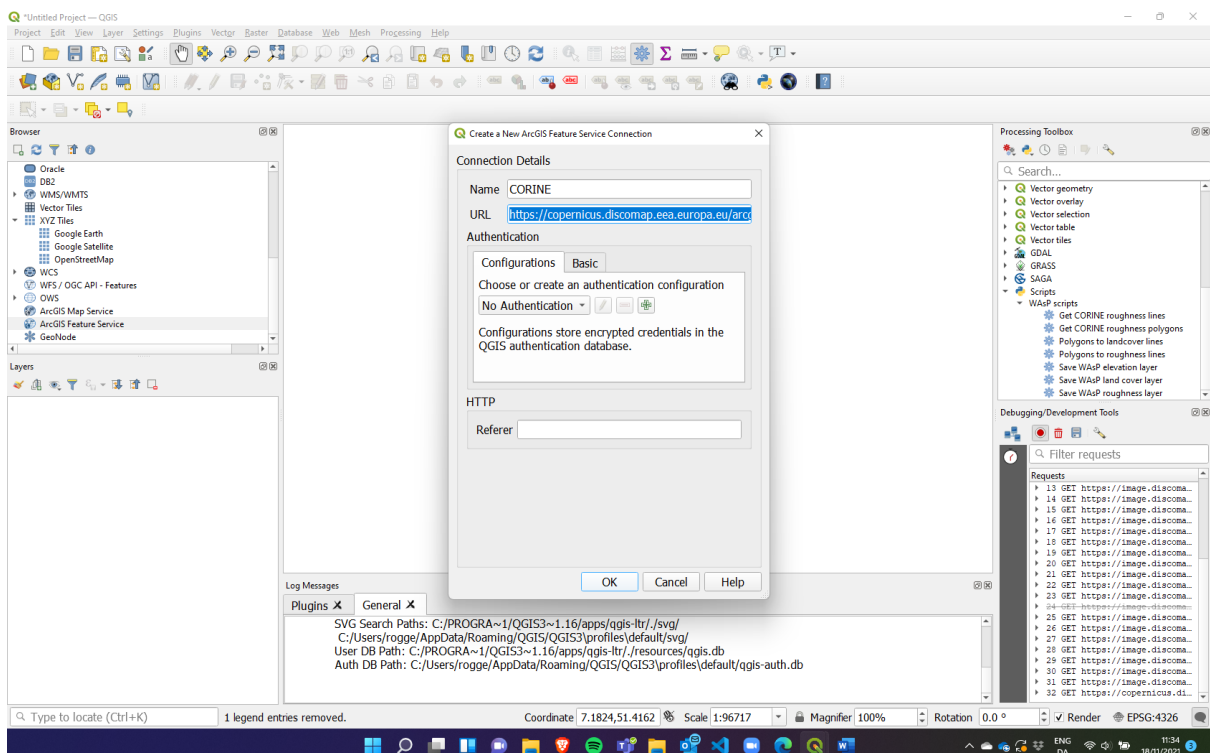 *Untitled Project — QGIS
Project Edit View Layer Settings Plugins Vector Raster Database Web Mesh Processing Help
Browser
Oracle
DB2
WMS/WMTS
Vector Tiles
XYZ Tiles
Google Earth
Google Satellite
OpenStreetMap
WCS
WFS / OGC API - Features
OWS
ArcGIS Map Service
ArcGIS Feature Service
GeoNode
Layers
Create a New ArcGIS Feature Service Connection
Connection Details
Name CORINE
URL https://copernicus.discomap.eea.europa.eu/arcg
Authentication
Configurations Basic
Choose or create an authentication configuration
No Authentication
Configurations store encrypted credentials in the
QGIS authentication database.
HTTP
Referer
OK Cancel Help
Log Messages
Plugins X General X
SVG Search Paths: C:/PROGRA~1/QGIS3~1.16/apps/qgis-ltr/./svg/
C:/Users/rogge/AppData/Roaming/QGIS/QGIS3\profiles\default/svg/
User DB Path: C:/PROGRA~1/QGIS3~1.16/apps/qgis-ltr/./resources/qgis.db
Auth DB Path: C:/Users/rogge/AppData/Roaming/QGIS/QGIS3\profiles\default/qgis-auth.db
Processing Toolbox
Search...
Vector geometry
Vector overlay
Vector selection
Vector table
Vector tiles
GDAL
GRASS
SAGA
Scripts
WAsP scripts
Get CORINE roughness lines
Get CORINE roughness polygons
Polygons to landcover lines
Polygons to roughness lines
Save WAsP elevation layer
Save WAsP land cover layer
Save WAsP roughness layer
Debugging/Development Tools
Filter requests
Requests
13 GET https://image.discoma...
14 GET https://image.discoma...
15 GET https://image.discoma...
16 GET https://image.discoma...
17 GET https://image.discoma...
18 GET https://image.discoma...
19 GET https://image.discoma...
20 GET https://image.discoma...
21 GET https://image.discoma...
22 GET https://image.discoma...
23 GET https://image.discoma...
24 GET https://image.discoma...
25 GET https://image.discoma...
26 GET https://image.discoma...
27 GET https://image.discoma...
28 GET https://image.discoma...
29 GET https://image.discoma...
30 GET https://image.discoma...
31 GET https://image.discoma...
32 GET https://copernicus.di...
Type to locate (Ctrl+K) 1 legend entries removed. Coordinate 7.1824,51.4162 Scale 1:96717 Magnifier 100% Rotation 0.0 ° Render EPSG:4326
ENG
DA
11:34
18/11/2021
3